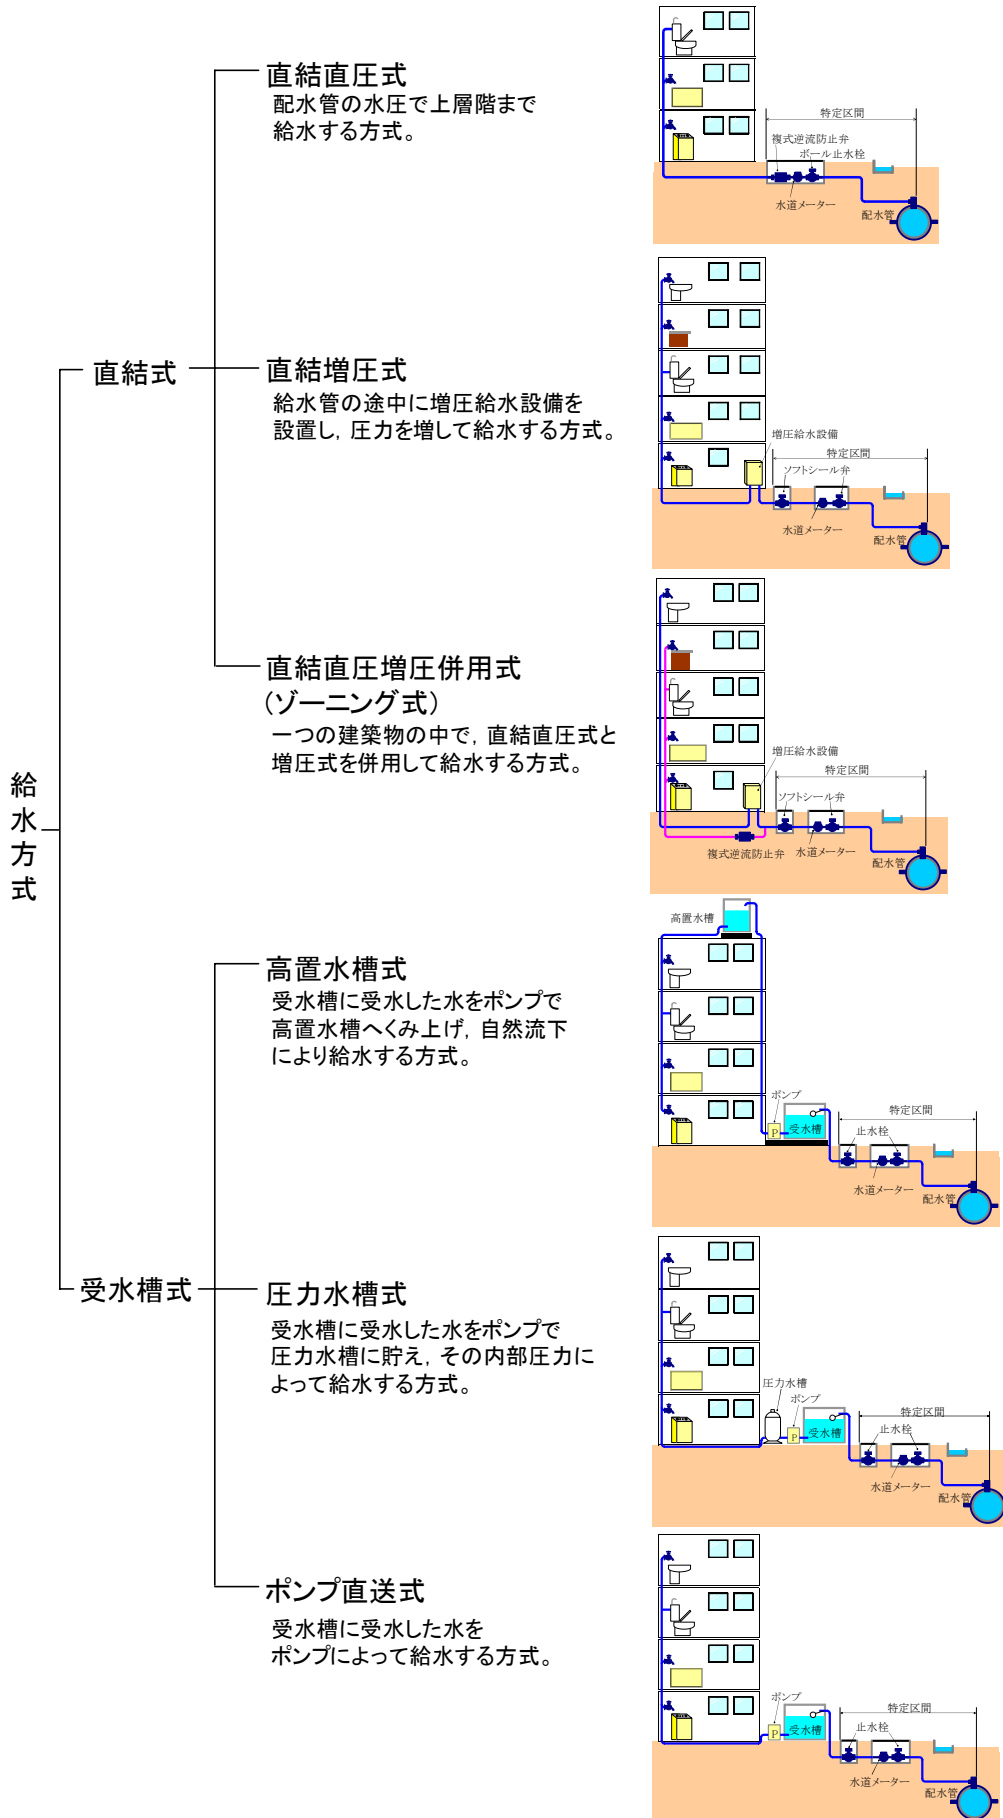 給水方式
直結式
直結直圧式
配水管の水圧で上層階まで
給水する方式。
特定区間
複式逆流防止弁
ボール止水栓
水道メーター
配水管
直結増圧式
給水管の途中に増圧給水設備を
設置し, 圧力を増して給水する方式。
増圧給水設備
特定区間
ソフトシール弁
水道メーター
配水管
直結直圧増圧併用式
(ゾーニング式)
一つの建築物の中で, 直結直圧式と
増圧式を併用して給水する方式。
増圧給水設備
特定区間
ソフトシール弁
複式逆流防止弁
水道メーター
配水管
受水槽式
高置水槽式
受水槽に受水した水をポンプで
高置水槽へくみ上げ, 自然流下
により給水する方式。
高置水槽
ポンプ
P
受水槽
特定区間
止水栓
水道メーター
配水管
圧力水槽式
受水槽に受水した水をポンプで
圧力水槽に貯え, その内部圧力に
よって給水する方式。
圧力水槽
ポンプ
P
受水槽
特定区間
止水栓
水道メーター
配水管
ポンプ直送式
受水槽に受水した水を
ポンプによって給水する方式。
ポンプ
P
受水槽
特定区間
止水栓
水道メーター
配水管